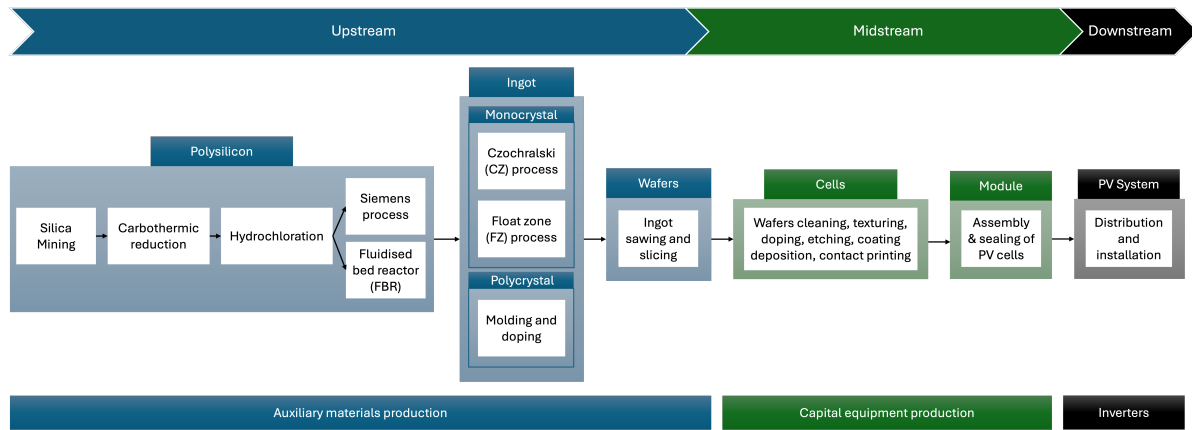 Upstream
Midstream
Downstream
Polysilicon
Silica
Mining
Carbothermic
reduction
Hydrochloration
Siemens
process
Fluidised
bed reactor
(FBR)
Ingot
Monocrystal
Czochralski
(CZ) process
Float zone
(FZ) process
Polycrystal
Molding and
doping
Wafers
Ingot
sawing and
slicing
Cells
Wafers cleaning, texturing,
doping, etching, coating
deposition, contact printing
Module
Assembly
& sealing of
PV cells
PV System
Distribution
and
installation
Auxiliary materials production
Capital equipment production
Inverters